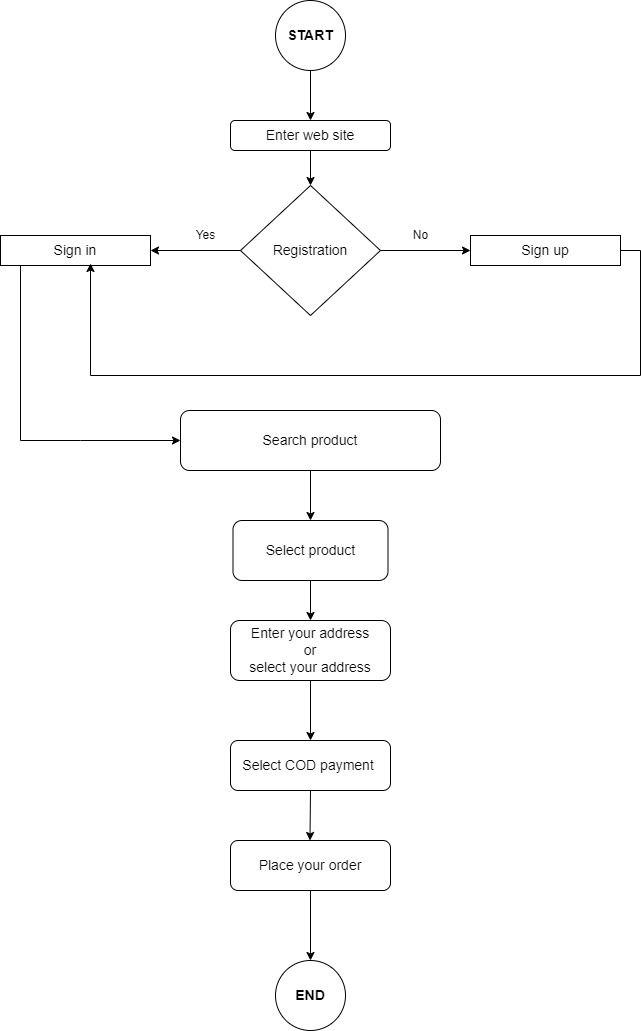 START
Enter web site
Yes
No
Sign in
Registration
Sign up
Search product
Select product
Enter your address
or
select your address
Select COD payment
Place your order
END